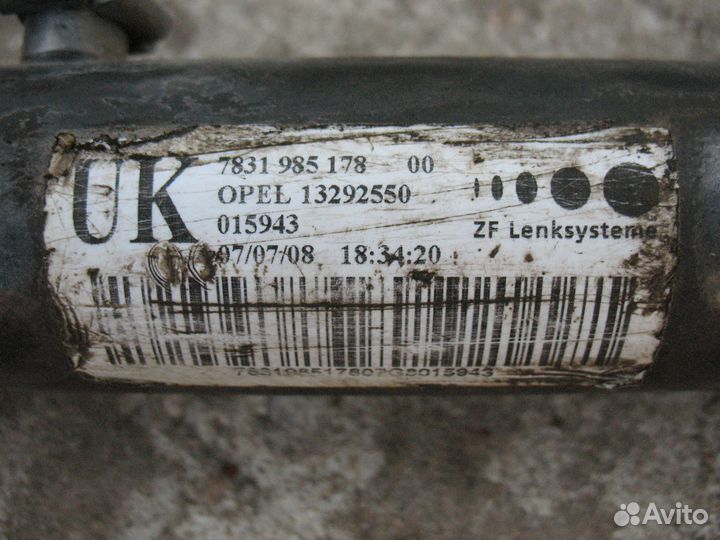 UK
7831 985 178 00
OPEL 13292550
015943
07/07/08 18:34:20
ZF Lenksysteme
Avito